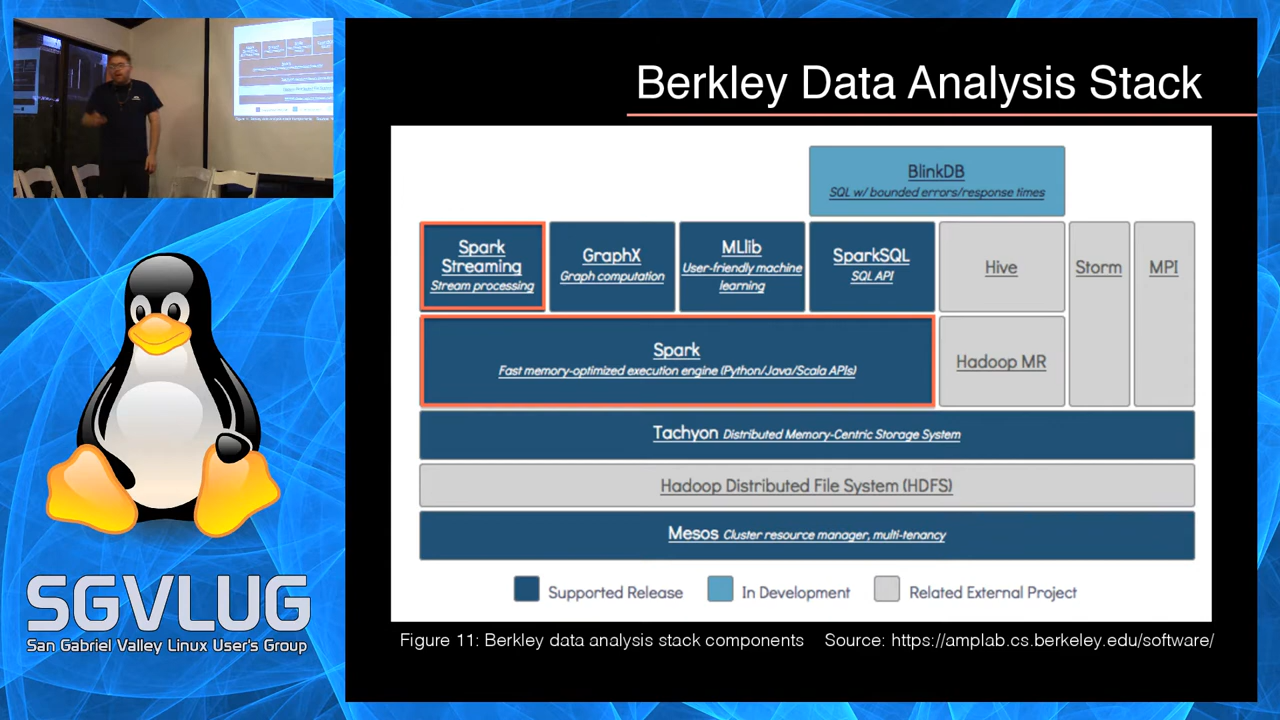 Berkley Data Analysis Stack
BlinkDB
SQL w/ bounded errors/response times
Spark
Streaming
Stream processing
GraphX
Graph computation
MLlib
User-friendly machine
learning
SparkSQL
SQL API
Hive
Storm
MPI
Spark
Fast memory-optimized execution engine (Python/Java/Scala APIs)
Hadoop MR
Tachyon Distributed Memory-Centric Storage System
Hadoop Distributed File System (HDFS)
Mesos Cluster resource manager, multi-tenancy
Supported Release
In Development
Related External Project
Figure 11: Berkley data analysis stack components Source: https://amplab.cs.berkeley.edu/software/
SGVLUG
San Gabriel Valley Linux User's Group